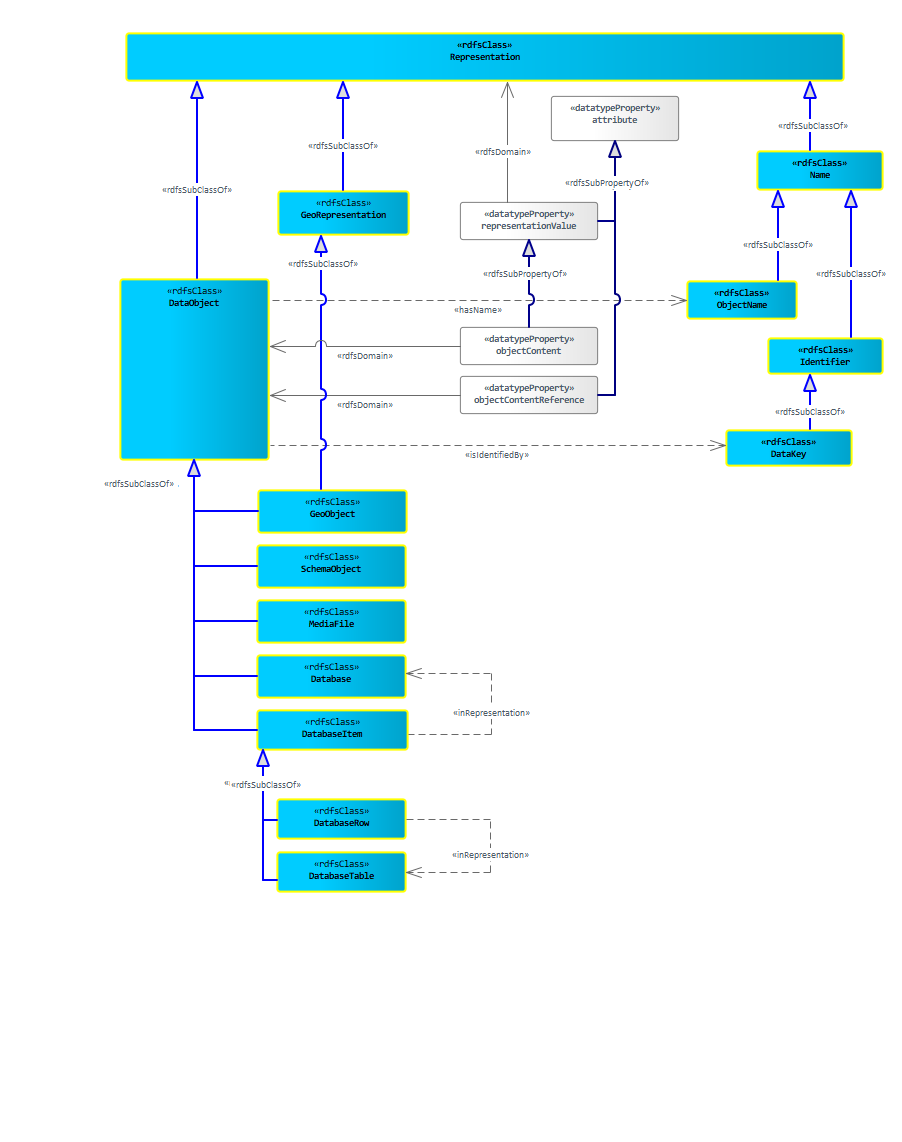 «rdfsClass»
Representation
«datatypeProperty»
attribute
«rdfsSubClassOf»
«rdfsSubClassOf»
«rdfsDomain»
«rdfsClass»
Name
«rdfsSubClassOf»
«rdfsSubPropertyOf»
«rdfsClass»
GeoRepresentation
«datatypeProperty»
representationValue
«rdfsSubClassOf»
«rdfsSubClassOf»
«rdfsSubPropertyOf»
«rdfsSubClassOf»
«rdfsClass»
DataObject
«rdfsClass»
ObjectName
«hasName»
«datatypeProperty»
objectContent
«rdfsDomain»
«rdfsClass»
Identifier
«datatypeProperty»
objectContentReference
«rdfsDomain»
«rdfsSubClassOf»
«rdfsClass»
DataKey
«isIdentifiedBy»
«rdfsSubClassOf»
«rdfsClass»
GeoObject
«rdfsClass»
SchemaObject
«rdfsClass»
MediaFile
«rdfsClass»
Database
«inRepresentation»
«rdfsClass»
DatabaseItem
«rdfsSubClassOf»
«rdfsClass»
DatabaseRow
«inRepresentation»
«rdfsClass»
DatabaseTable